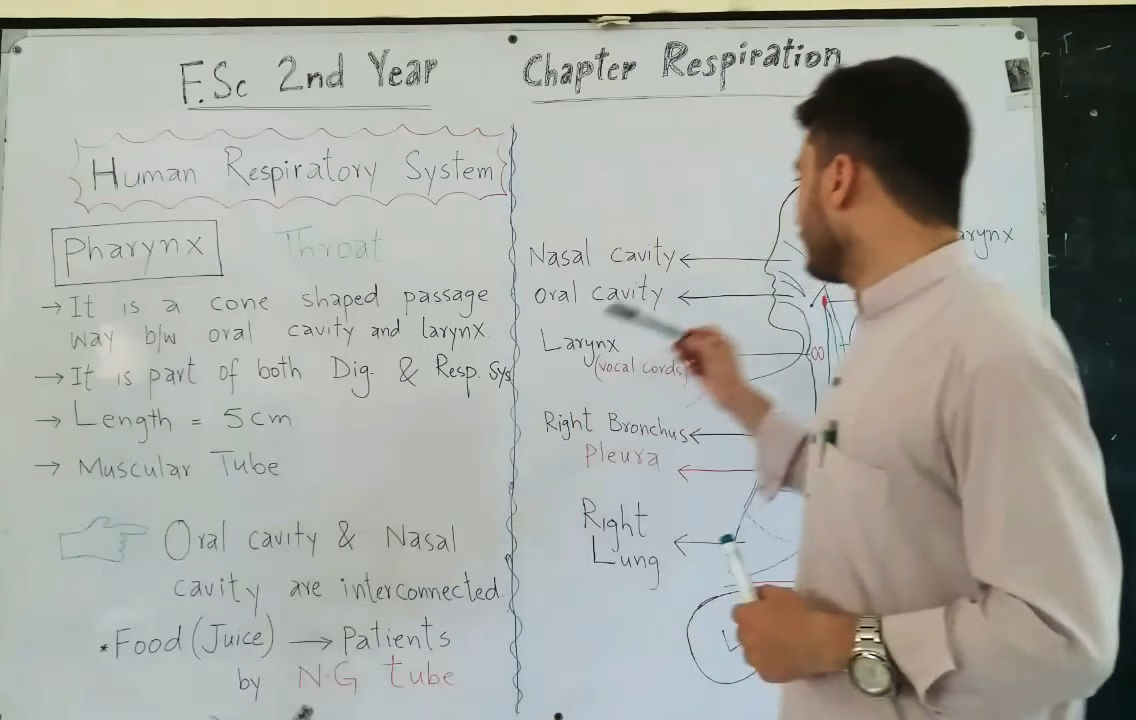 F.Sc 2nd Year
Chapter Respiration
Human Respiratory System
Pharynx
Throat
→ It is a cone shaped passage
way b/w oral cavity and larynx.
→ It is part of both Dig. & Resp. Sys
→ Length = 5cm
→ Muscular Tube
Oral cavity & Nasal
cavity are interconnected.
*Food (Juice) → Patients
by N.G tube
Nasal cavity
oral cavity
Larynx
(vocal cords)
Right Bronchus
Pleura
Right
Lung
arynx